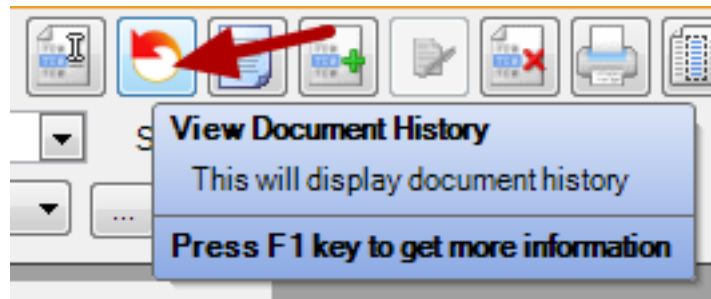 S
View Document History
This will display document history
...
Press F1 key to get more information